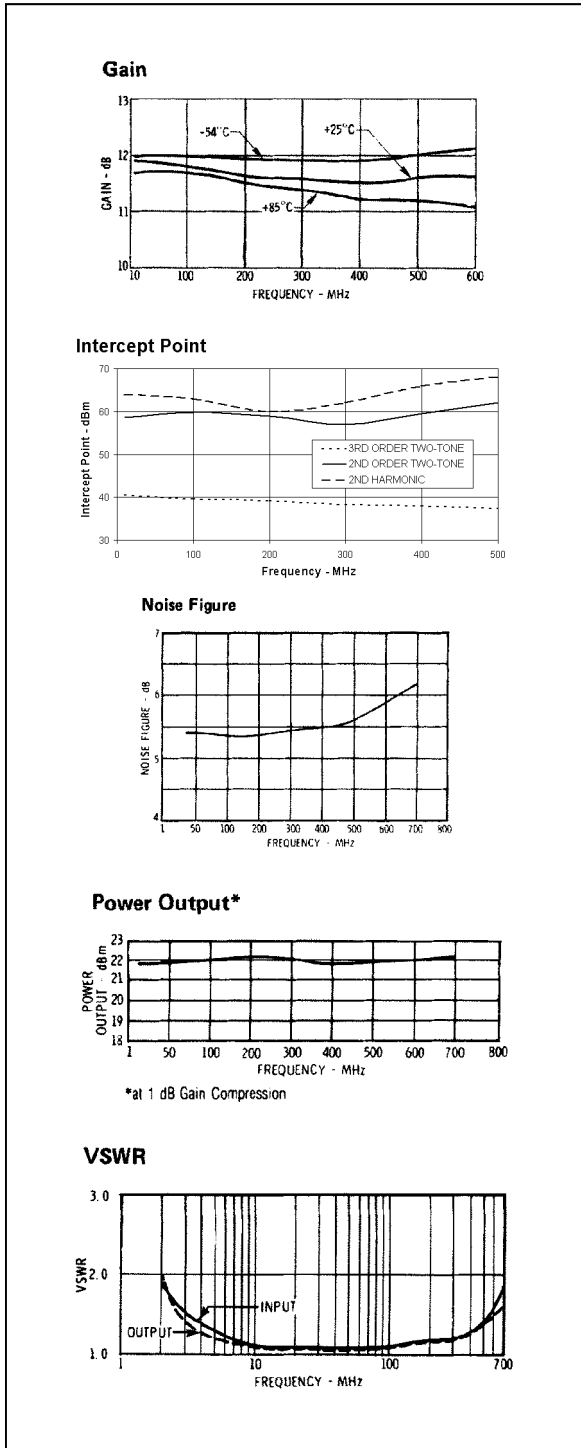 Gain
13
12
11
10
GAIN - dB
-54°C
+25°C
+85°C
10 100 200 300 400 500 600
FREQUENCY - MHz
Intercept Point
70
60
50
40
30
Intercept Point - dBm
3RD ORDER TWO-TONE
2ND ORDER TWO-TONE
2ND HARMONIC
0 100 200 300 400 500
Frequency - MHz
Noise Figure
7
6
5
4
NOISE FIGURE - dB
1 50 100 200 300 400 500 600 700 800
FREQUENCY - MHz
Power Output*
23
22
21
20
19
18
POWER
OUTPUT - dBm
1 50 100 200 300 400 500 600 700 800
FREQUENCY - MHz
*at 1 dB Gain Compression
VSWR
3.0
2.0
1.0
VSWR
INPUT
OUTPUT
1 10 100 700
FREQUENCY - MHz